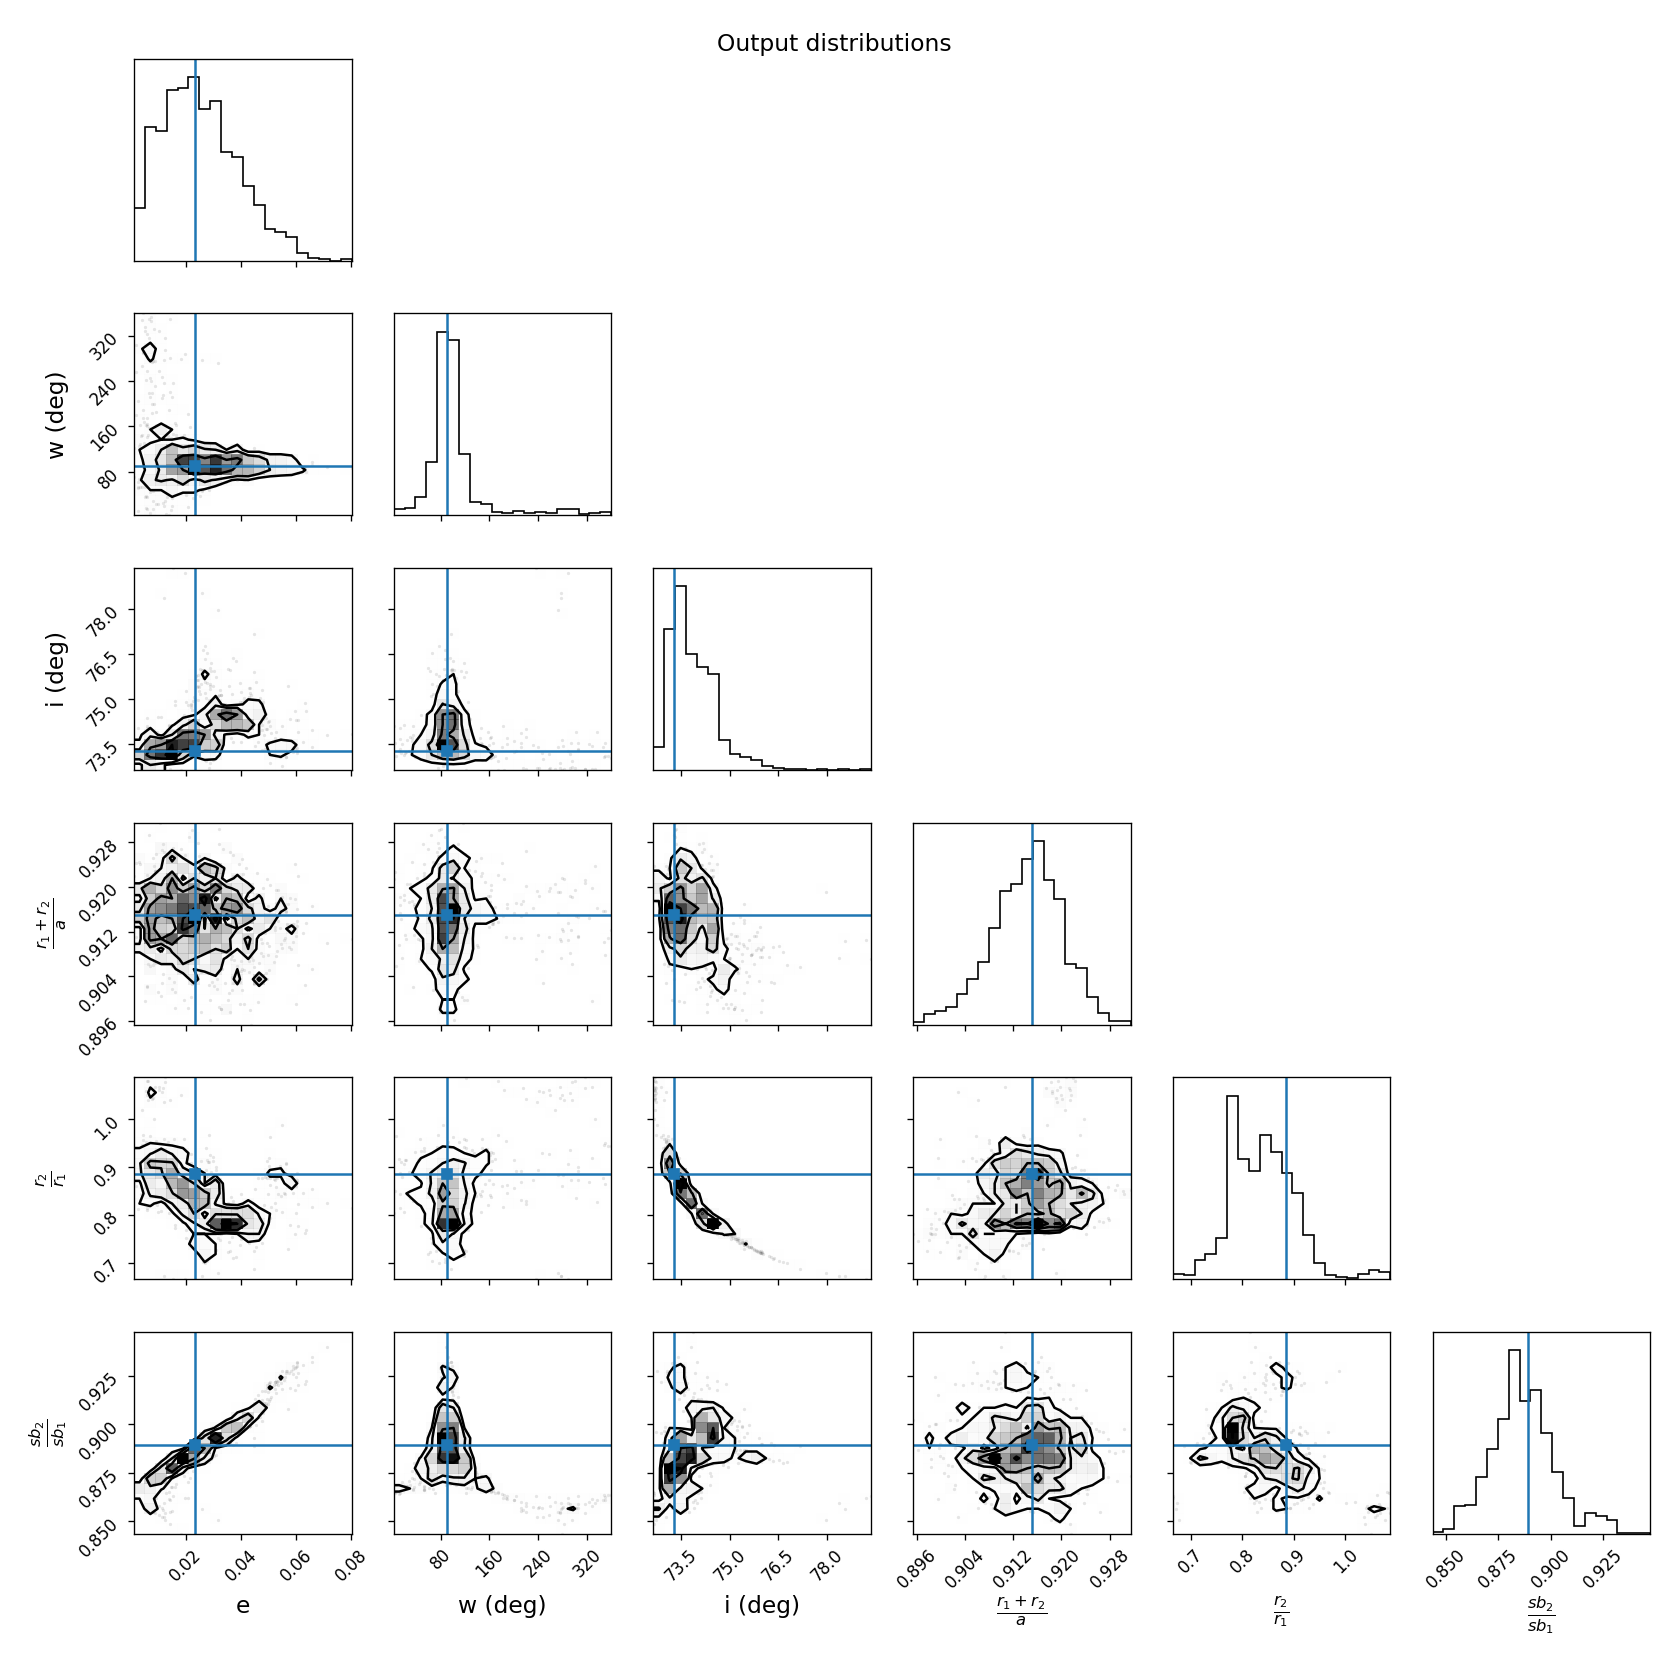 Output distributions
w (deg)
320
240
160
80
i (deg)
78.0
76.5
75.0
73.5
r₁ + r₂
a
0.928
0.920
0.912
0.904
0.896
r₂
r₁
1.0
0.9
0.8
0.7
sb₂
sb₁
0.925
0.900
0.875
0.850
0.02 0.04 0.06 0.08
80 160 240 320
73.5 75.0 76.5 78.0
0.896 0.904 0.912 0.920 0.928
0.7 0.8 0.9 1.0
0.850 0.875 0.900 0.925
e
w (deg)
i (deg)
r₁ + r₂
a
r₂
r₁
sb₂
sb₁